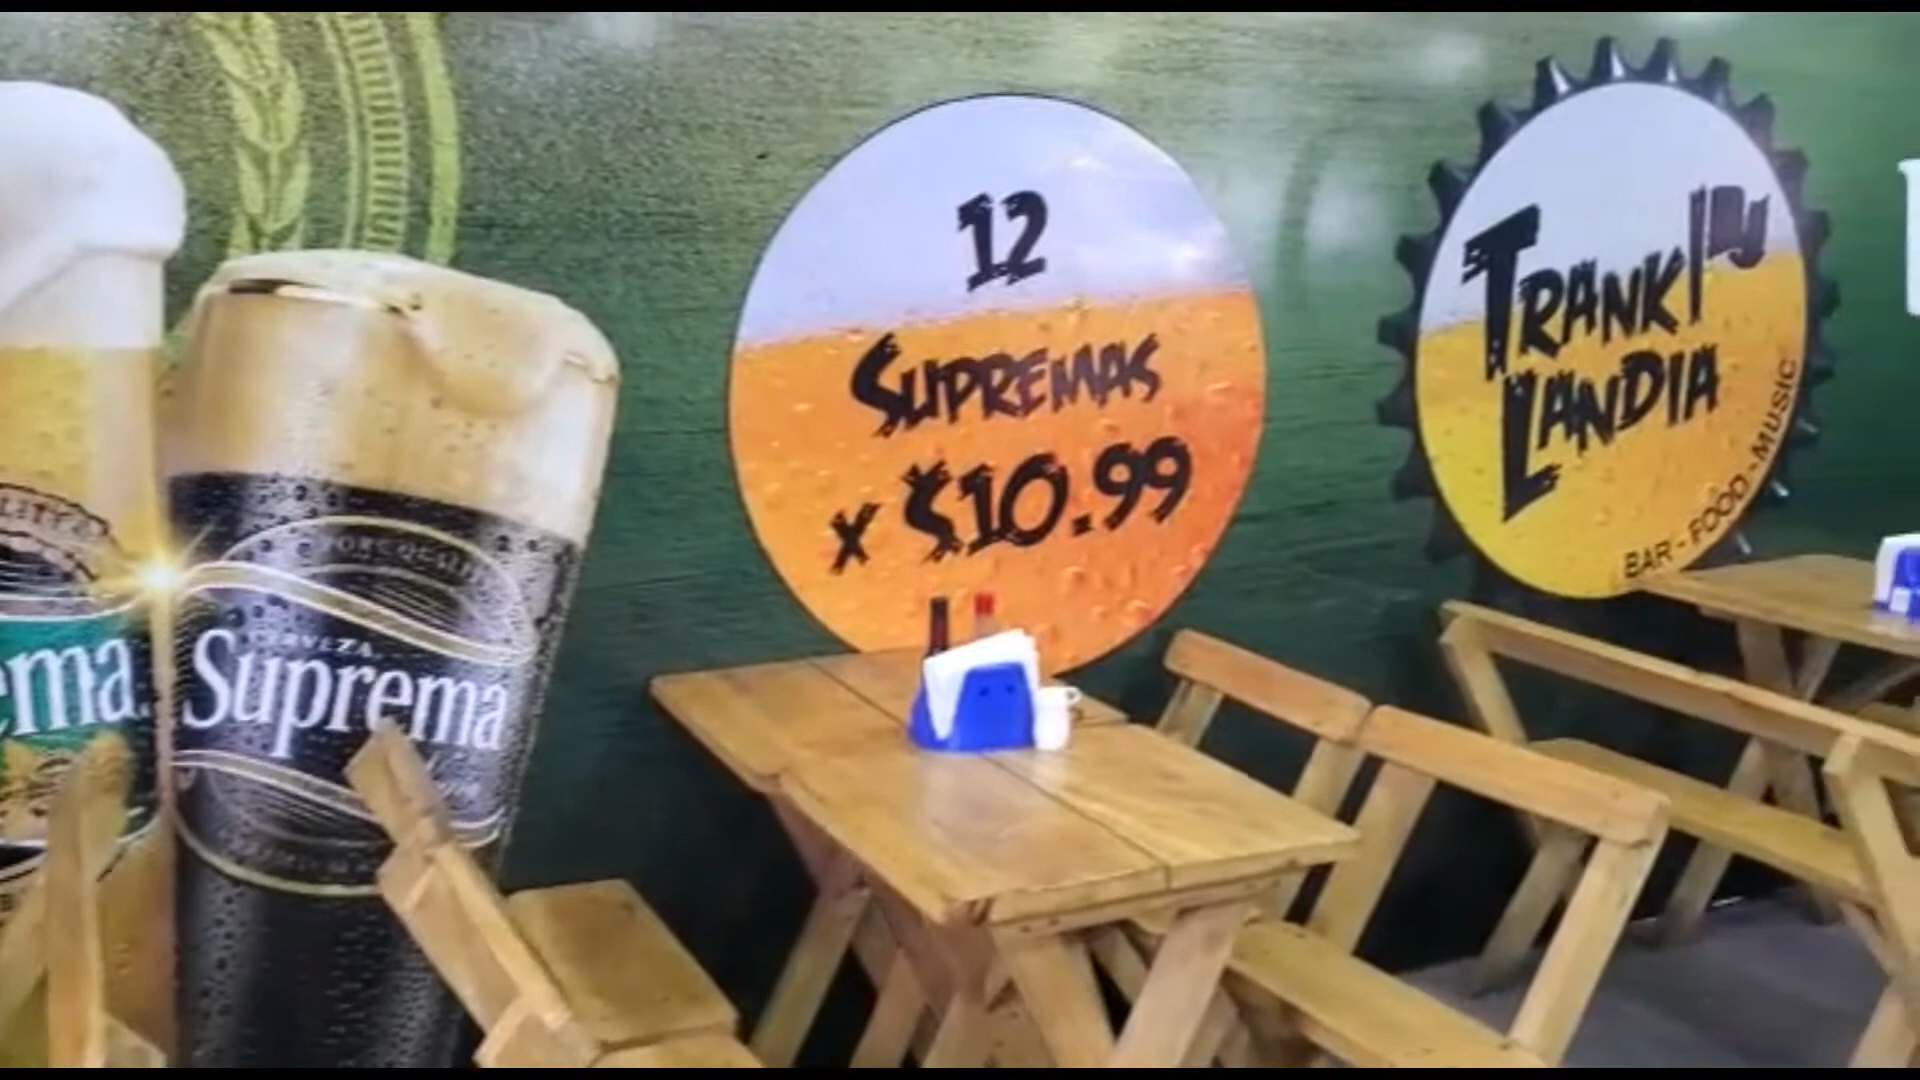 ema
CERVEZA
Suprema
12
SUPREMAS
x $10.99
TRANKI
LANDIA
BAR - FOOD - MUSIC